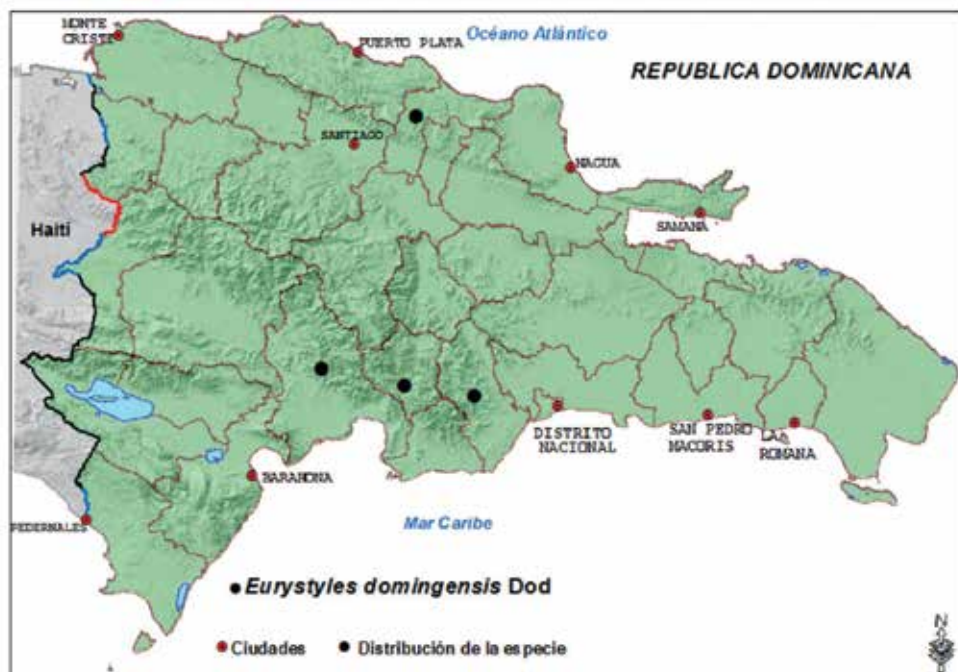 MONTE
CRISTI
PUERTO PLATA
Océano Atlántico
REPUBLICA DOMINICANA
SANTIAGO
NAGUA
SAMANA
Haití
DISTRITO
NACIONAL
SAN PEDRO
MACORIS
LA
ROMANA
BARAHONA
PEDERNALES
Mar Caribe
Eurystyles domingensis Dod
Ciudades
Distribución de la especie
N